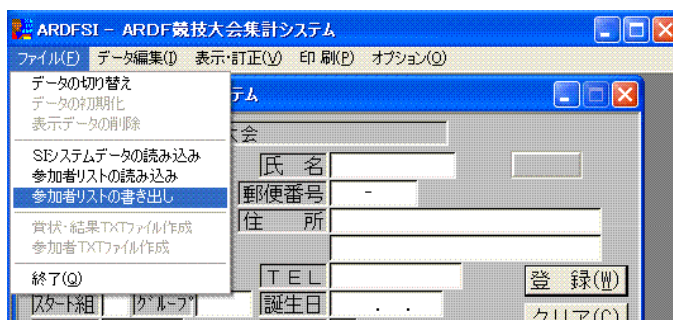 ARDFSI － ARDF競技大会集計システム
ファイル(F) データ編集(I) 表示・訂正(V) 印 刷(P) オプション(O)
データの切り替え
データの初期化
表示データの削除
SIシステムデータの読み込み
参加者リストの読み込み
参加者リストの書き出し
賞状・結果TXTファイル作成
参加者TXTファイル作成
終了(Q)
テム
大会
氏 名
郵便番号 -
住 所
TEL
登 録(W)
スタート組 グループ 誕生日 . .
クリア(C)